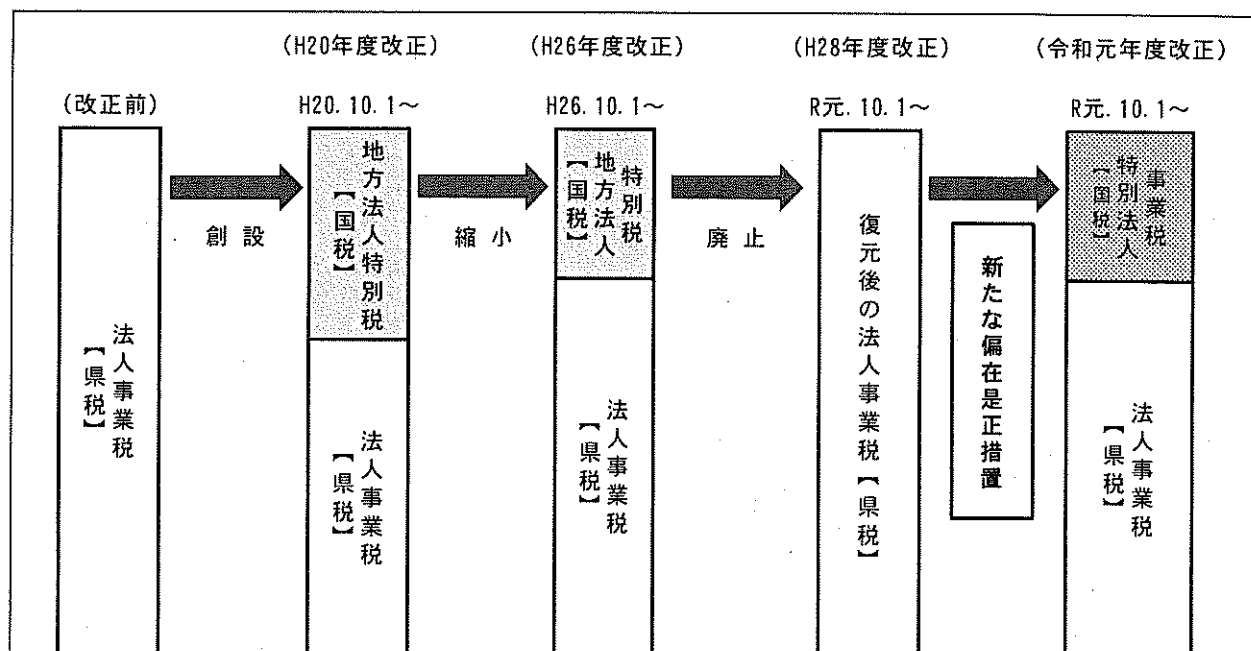 (H20年度改正)
(H26年度改正)
(H28年度改正)
(令和元年度改正)
(改正前)
H20.10.1～
H26.10.1～
R元.10.1～
R元.10.1～
法人事業税
【県税】
創設
地方法人特別税
【国税】
法人事業税
【県税】
縮小
特別税
地方法人
【国税】
法人事業税
【県税】
廃止
復元後の法人事業税【県税】
新たな偏在是正措置
事業税
特別法人
【国税】
法人事業税
【県税】